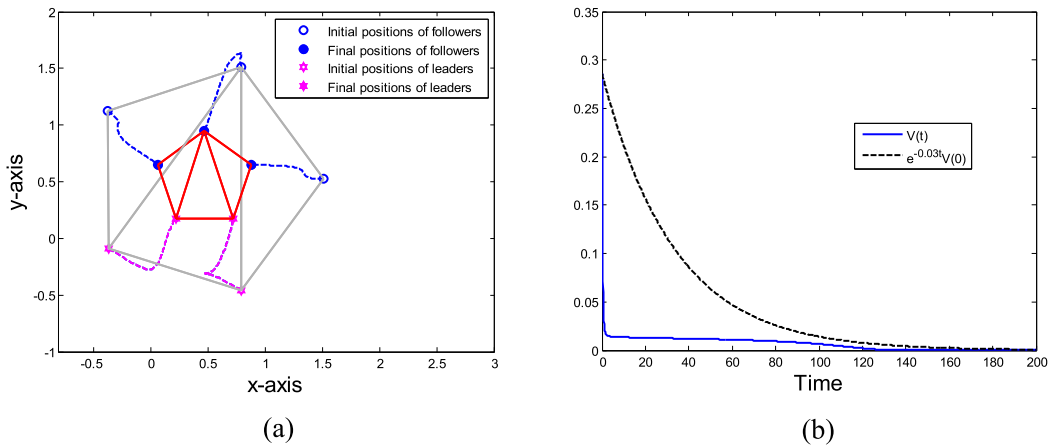 2
1.5
1
0.5
0
-0.5
-1
y-axis
-0.5 0 0.5 1 1.5 2 2.5 3
x-axis
Initial positions of followers
Final positions of followers
Initial positions of leaders
Final positions of leaders
(a)
0.35
0.3
0.25
0.2
0.15
0.1
0.05
0
0 20 40 60 80 100 120 140 160 180 200
Time
V(t)
e^-0.03t V(0)
(b)